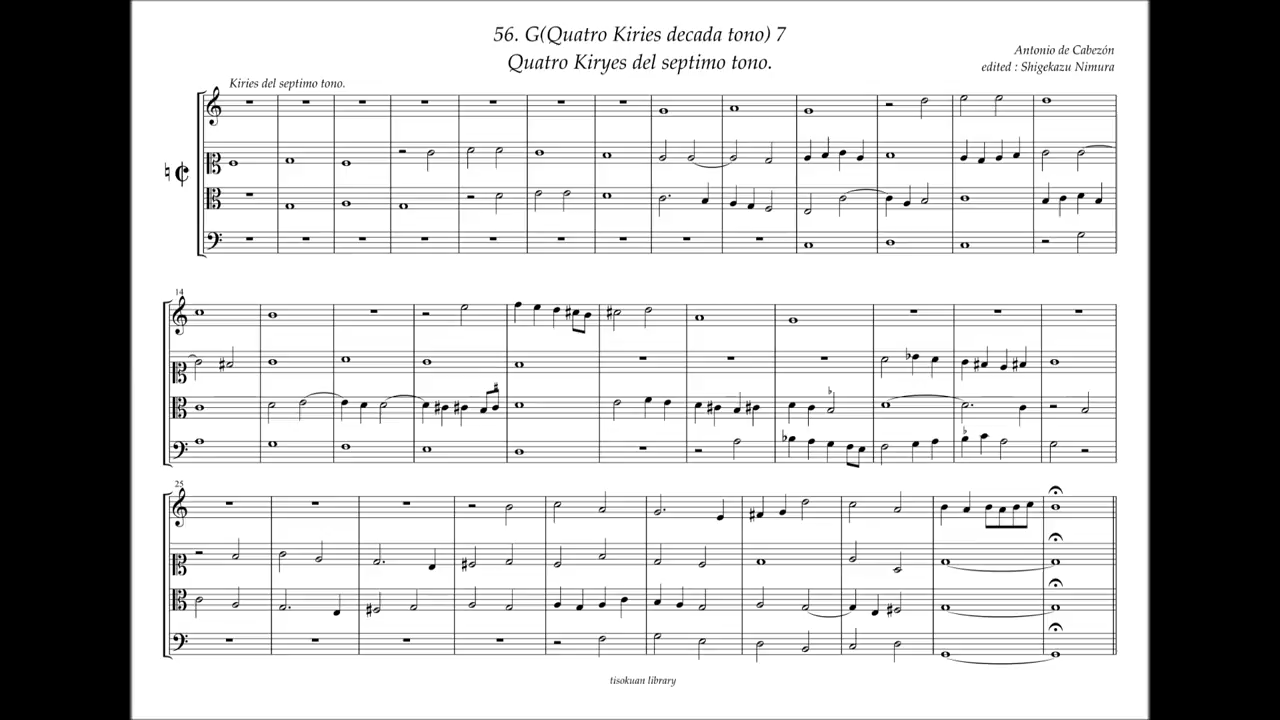 56. G(Quatro Kiries decada tono) 7
Quatro Kiryes del septimo tono.
Antonio de Cabezón
edited : Shigekazu Nimura
Kiries del septimo tono.
14
25
tisokuan library